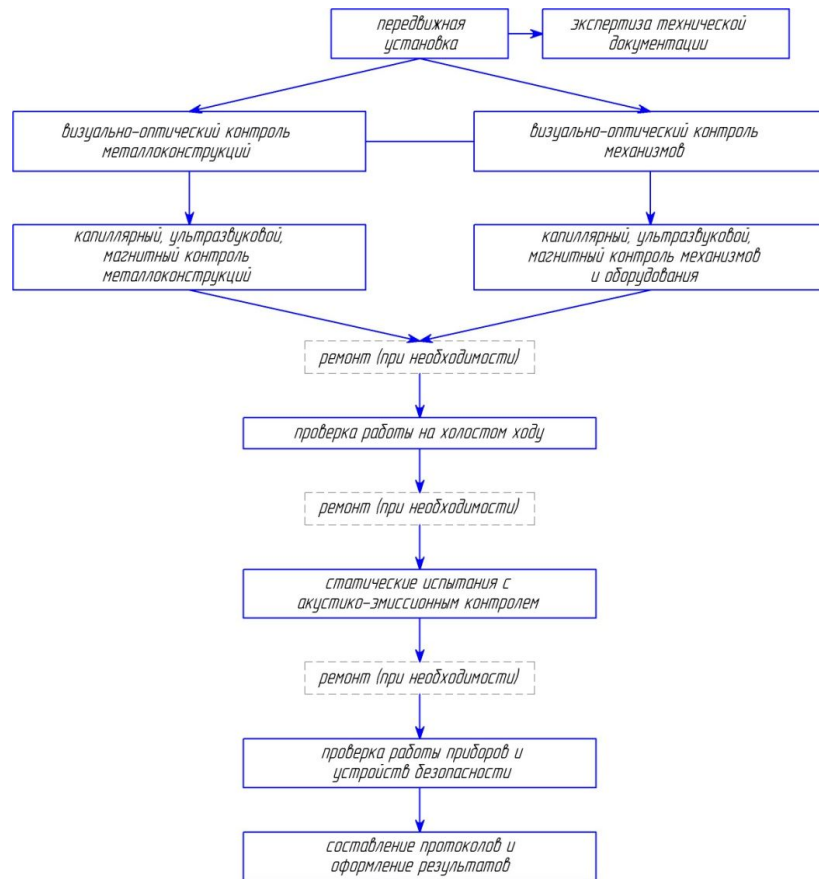 передвижная
установка
экспертиза технической
документации
визуально-оптический контроль
металлоконструкций
визуально-оптический контроль
механизмов
капиллярный, ультразвуковой,
магнитный контроль
металлоконструкций
капиллярный, ультразвуковой,
магнитный контроль механизмов
и оборудования
ремонт (при необходимости)
проверка работы на холостом ходу
ремонт (при необходимости)
статические испытания с
акустико-эмиссионным контролем
ремонт (при необходимости)
проверка работы приборов и
устройств безопасности
составление протоколов и
оформление результатов